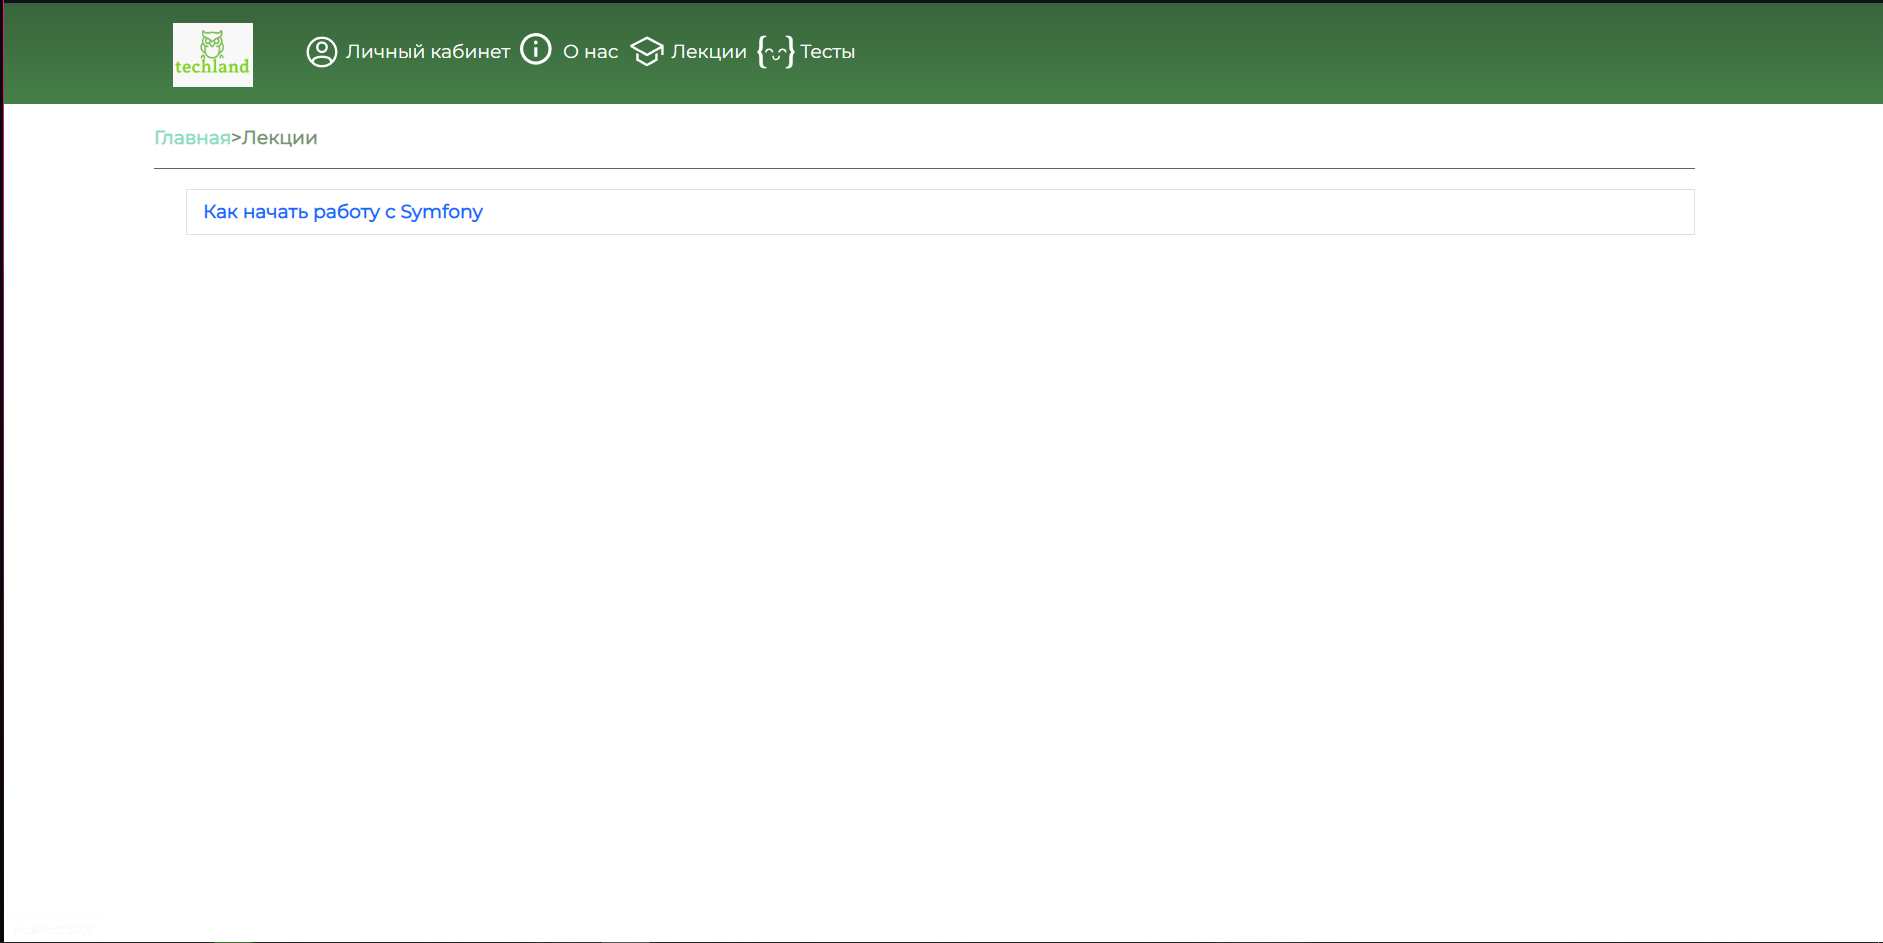 techland
Личный кабинет О нас Лекции Тесты
Главная>Лекции
Как начать работу с Symfony